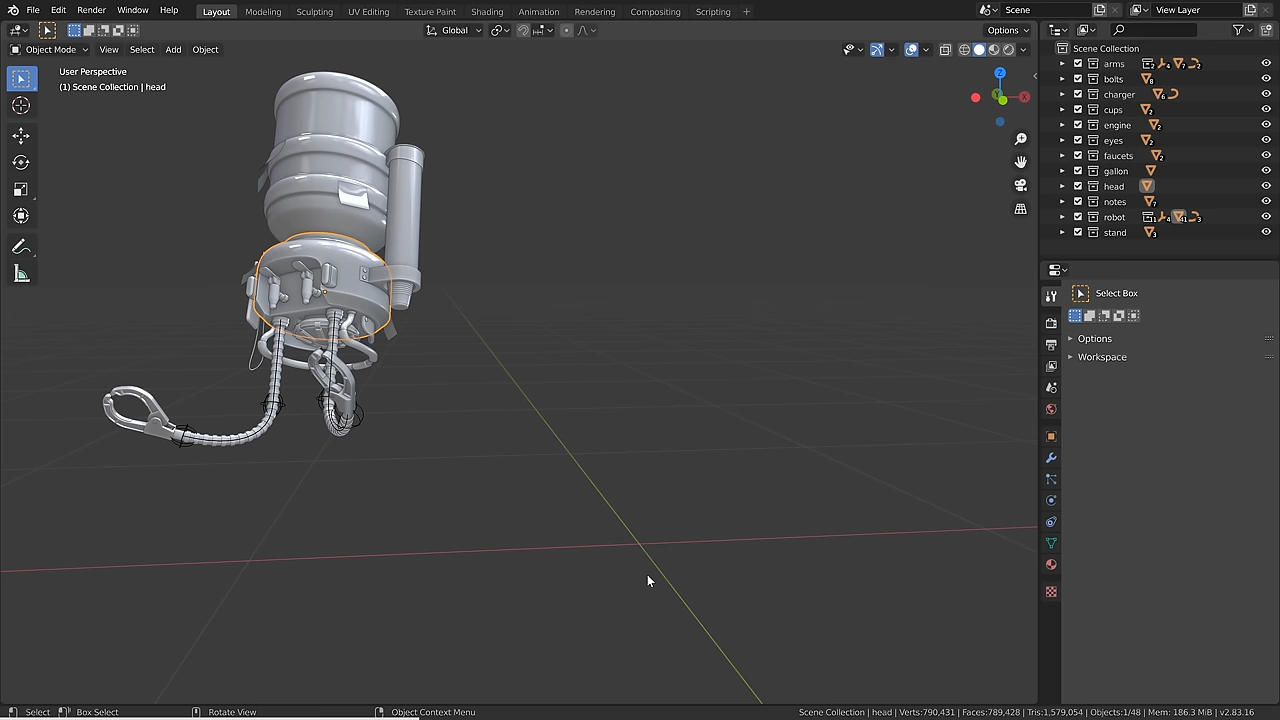 File Edit Render Window Help Layout Modeling Sculpting UV Editing Texture Paint Shading Animation Rendering Compositing Scripting + Scene View Layer
Global Options
Object Mode View Select Add Object
User Perspective
(1) Scene Collection | head
Z
X
Y
Scene Collection
arms
bolts
charger
cups
engine
eyes
faucets
gallon
head
notes
robot
stand
Select Box
Options
Workspace
Select Box Select Rotate View Object Context Menu Scene Collection | head | Verts:790,431 | Faces:789,428 | Tris:1,579,054 | Objects:1/48 | Mem: 186.3 MiB | v2.83.16